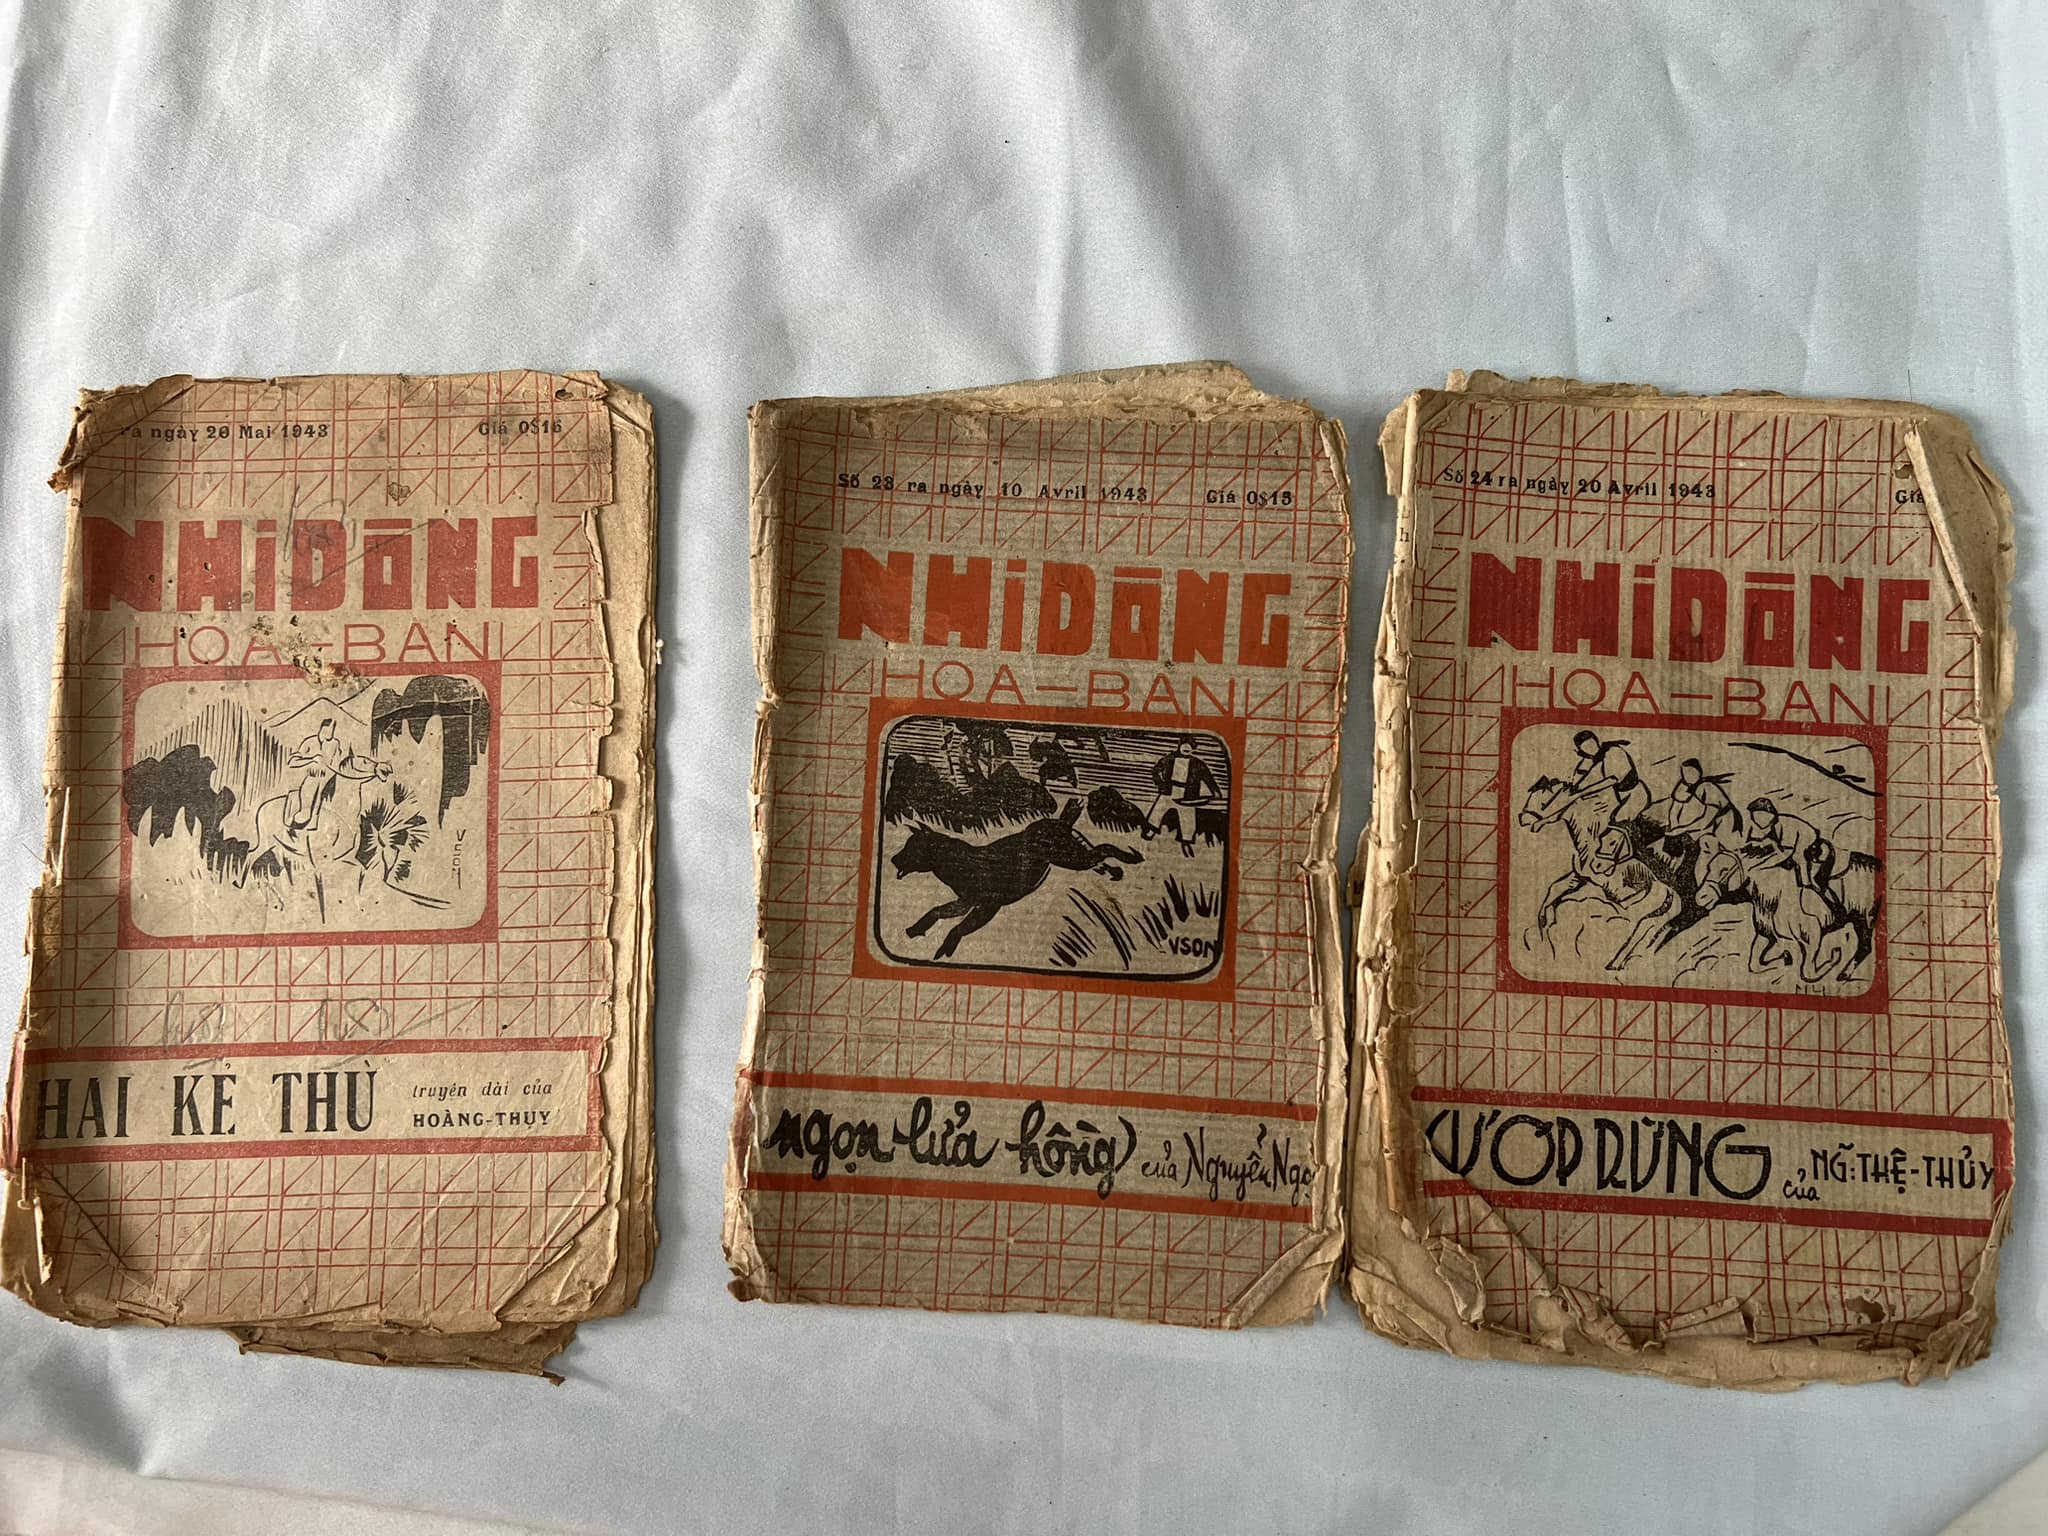 ra ngày 20 Mai 1943 Giá 0$15
NHI ĐỒNG
HỌA-BẢN
VSON
HAI KẺ THÙ
truyện dài của
HOÀNG-THỤY
Số 23 ra ngày 10 Avril 1943 Giá 0$15
NHI ĐỒNG
HỌA-BẢN
VSON
ngọn lửa hồng của Nguyễn
Số 24 ra ngày 20 Avril 1943 Giá
NHI ĐỒNG
HỌA-BẢN
RỪNG của NG: THỆ-THỦY